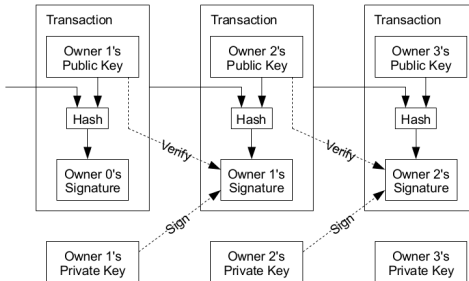 Transaction
Transaction
Transaction
Owner 1's
Public Key
Owner 2's
Public Key
Owner 3's
Public Key
Hash
Hash
Hash
Verify
Verify
Owner 0's
Signature
Owner 1's
Signature
Owner 2's
Signature
Sign
Sign
Owner 1's
Private Key
Owner 2's
Private Key
Owner 3's
Private Key